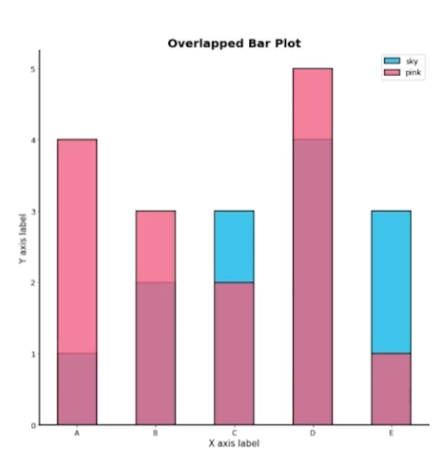 Overlapped Bar Plot
sky
pink
5
4
3
2
1
0
Y axis label
A B C D E
X axis label